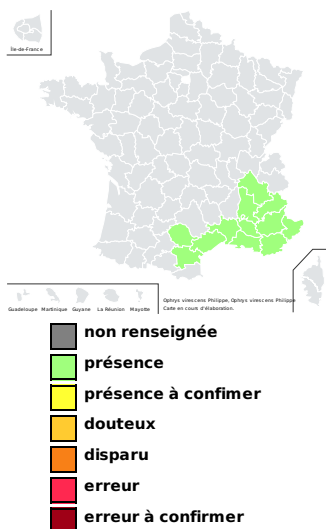 Île-de-France
Guadeloupe Martinique Guyane La Réunion Mayotte
Ophrys virescens Philippe, Ophrys virescens Philippe
Carte en cours d'élaboration.
non renseignée
présence
présence à confimer
douteux
disparu
erreur
erreur à confirmer